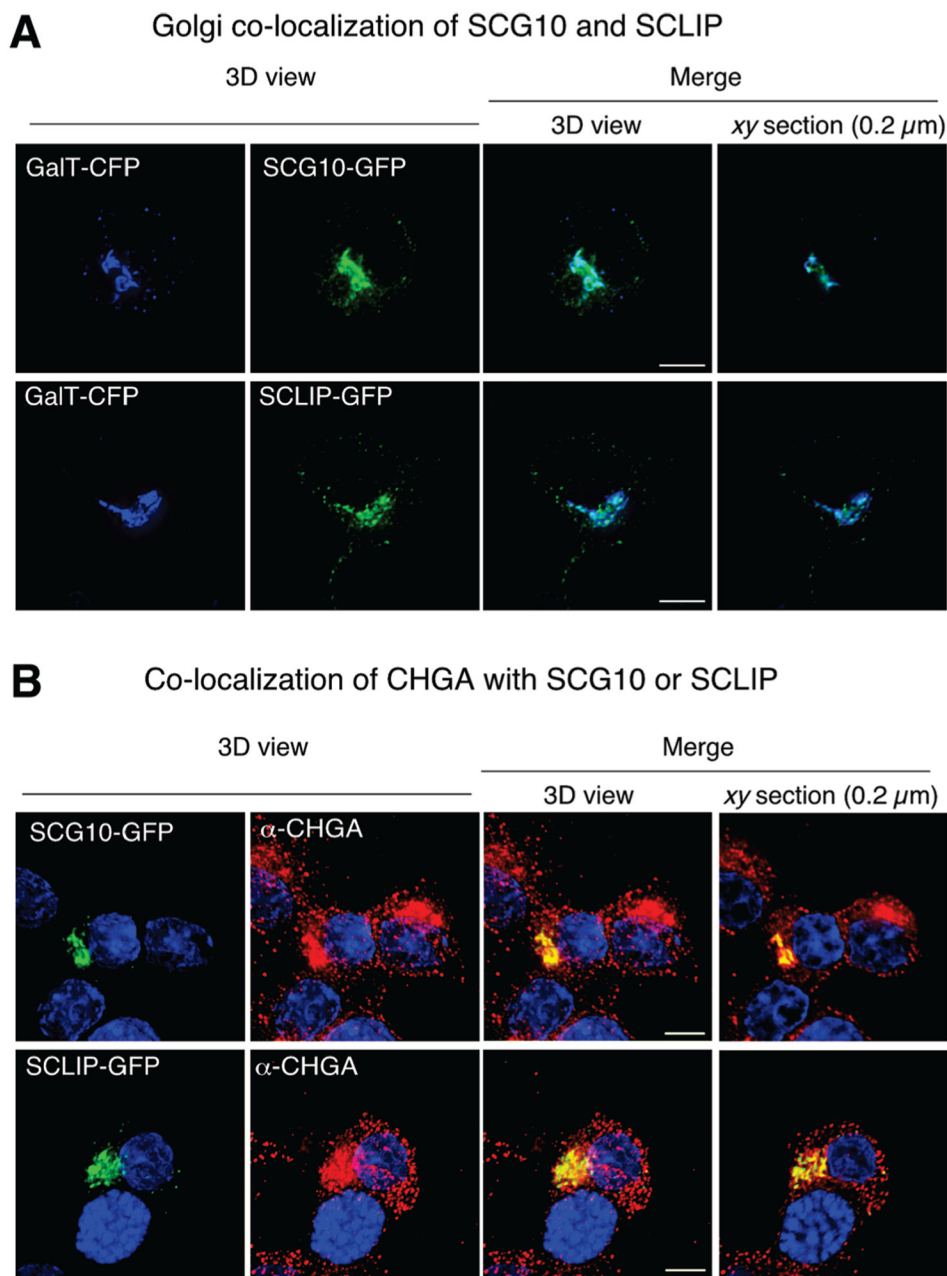 A Golgi co-localization of SCG10 and SCLIP
3D view Merge
3D view xy section (0.2 µm)
GalT-CFP SCG10-GFP
GalT-CFP SCLIP-GFP
B Co-localization of CHGA with SCG10 or SCLIP
3D view Merge
3D view xy section (0.2 µm)
SCG10-GFP α-CHGA
SCLIP-GFP α-CHGA